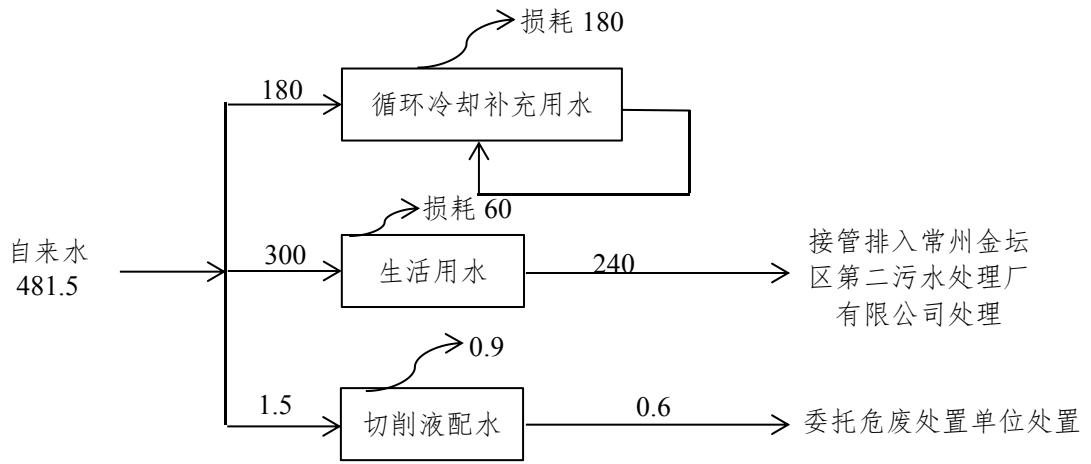 损耗 180
180
循环冷却补充用水
损耗 60
自来水
481.5
300
生活用水
240
接管排入常州金坛
区第二污水处理厂
有限公司处理
0.9
1.5
切削液配水
0.6
委托危废处置单位处置